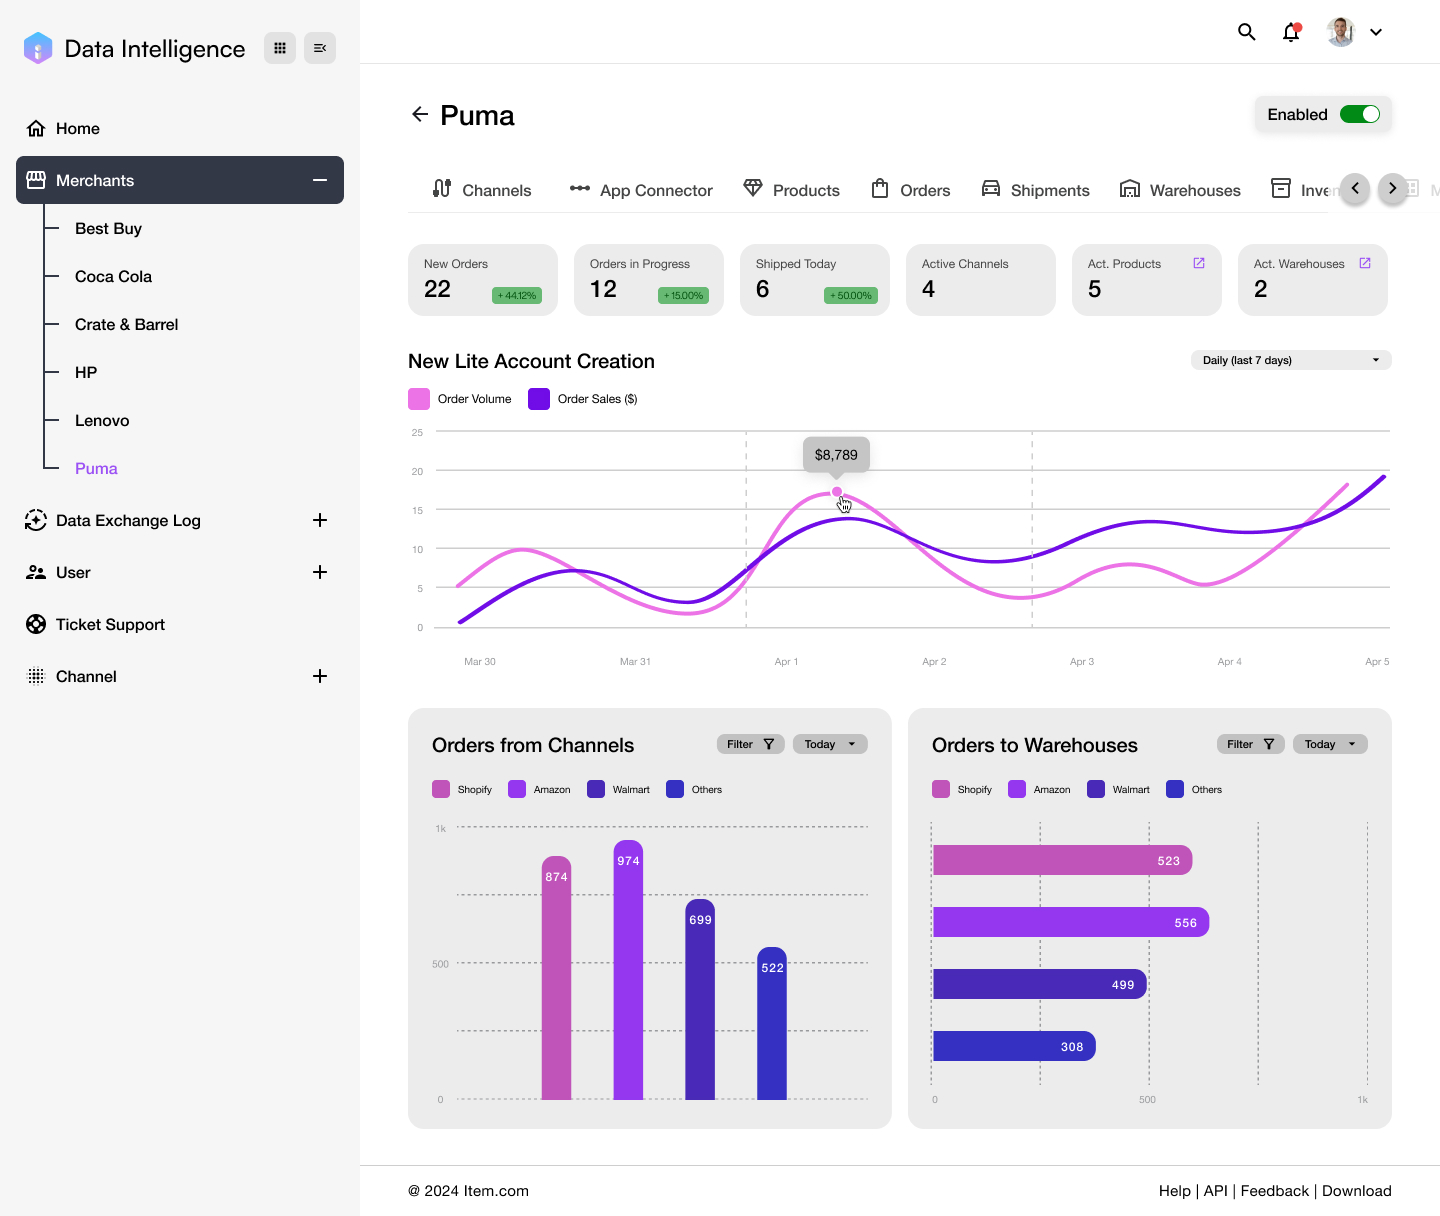 Data Intelligence
Home
Merchants
Best Buy
Coca Cola
Crate & Barrel
HP
Lenovo
Puma
Data Exchange Log
User
Ticket Support
Channel
Puma
Enabled
Channels
App Connector
Products
Orders
Shipments
Warehouses
New Orders
22
+ 44.12%
Orders in Progress
12
+ 15.00%
Shipped Today
6
+ 50.00%
Active Channels
4
Act. Products
5
Act. Warehouses
2
New Lite Account Creation
Daily (last 7 days)
Order Volume
Order Sales ($)
25
20
15
10
5
0
$8,789
Mar 30
Mar 31
Apr 1
Apr 2
Apr 3
Apr 4
Apr 5
Orders from Channels
Filter
Today
Shopify
Amazon
Walmart
Others
1k
500
0
874
974
699
522
Orders to Warehouses
Filter
Today
Shopify
Amazon
Walmart
Others
523
556
499
308
0
500
1k
@ 2024 Item.com
Help | API | Feedback | Download